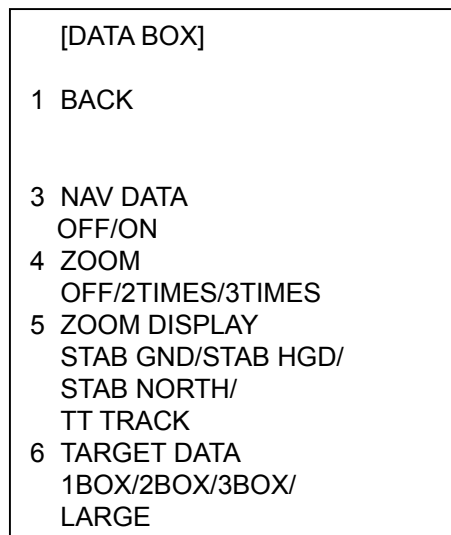 [DATA BOX]
1 BACK
3 NAV DATA
OFF/ON
4 ZOOM
OFF/2TIMES/3TIMES
5 ZOOM DISPLAY
STAB GND/STAB HGD/
STAB NORTH/
TT TRACK
6 TARGET DATA
1BOX/2BOX/3BOX/
LARGE